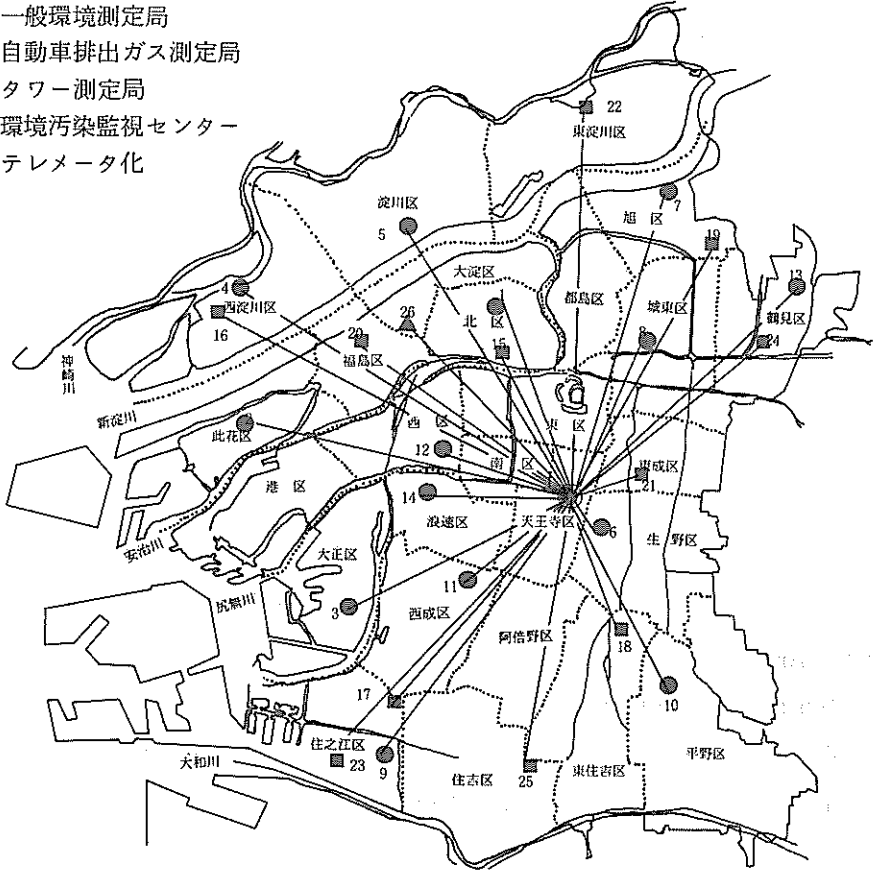 一般環境測定局
自動車排出ガス測定局
タワー測定局
環境汚染監視センター
テレメータ化
22
東淀川区
淀川区
5
旭区
7
19
大淀区
4
西淀川区
16
13
都島区
城東区
鶴見区
26
北区
20
福島区
8
24
15
神崎川
新淀川
此花区
西区
東区
12
南区
東成区
21
港区
14
浪速区
天王寺区
6
生野区
安治川
大正区
11
尻無川
3
西成区
阿倍野区
18
17
10
住之江区
大和川
23
9
住吉区
25
東住吉区
平野区